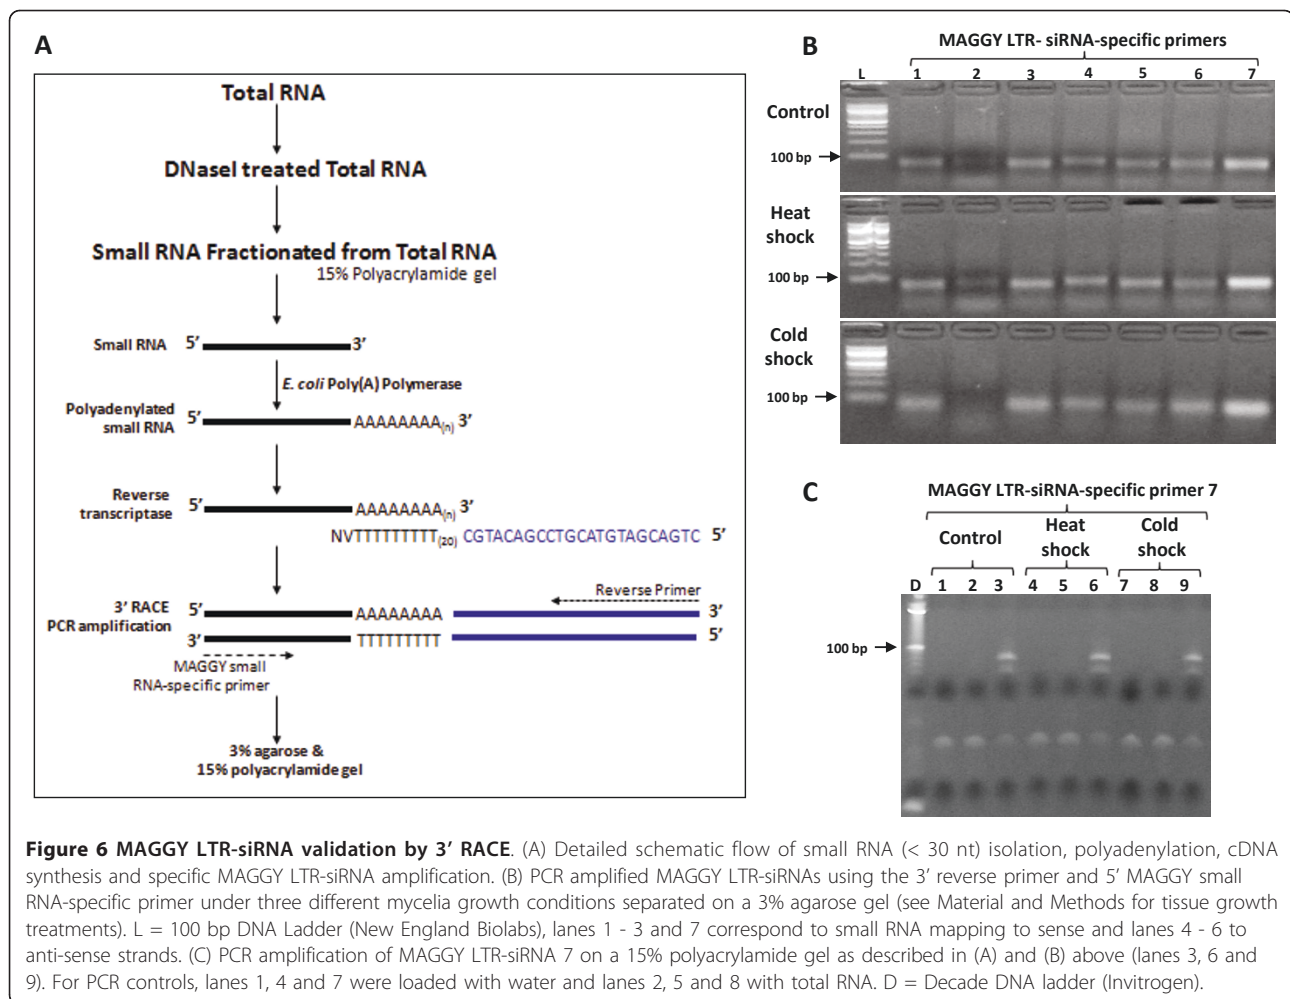 A
Total RNA
DNaseI treated Total RNA
Small RNA Fractionated from Total RNA
15% Polyacrylamide gel
Small RNA 5’ 3’
E. coli Poly(A) Polymerase
Polyadenylated
small RNA
5’ AAAAAAAA(n) 3’
Reverse
transcriptase
5’ AAAAAAAA(n) 3’
NVTTTTTTTTT(20) CGTACAGCCTGCATGTAGCAGTC 5’
Reverse Primer
3’ RACE
PCR amplification
5’ AAAAAAAA 3’
3’ TTTTTTTTT 5’
MAGGY small
RNA-specific primer
3% agarose &
15% polyacrylamide gel
B
MAGGY LTR- siRNA-specific primers
L 1 2 3 4 5 6 7
Control
100 bp
Heat
shock
100 bp
Cold
shock
100 bp
C
MAGGY LTR-siRNA-specific primer 7
Control
Heat
shock
Cold
shock
D 1 2 3 4 5 6 7 8 9
100 bp
Figure 6 MAGGY LTR-siRNA validation by 3’ RACE. (A) Detailed schematic flow of small RNA (< 30 nt) isolation, polyadenylation, cDNA
synthesis and specific MAGGY LTR-siRNA amplification. (B) PCR amplified MAGGY LTR-siRNAs using the 3’ reverse primer and 5’ MAGGY small
RNA-specific primer under three different mycelia growth conditions separated on a 3% agarose gel (see Material and Methods for tissue growth
treatments). L = 100 bp DNA Ladder (New England Biolabs), lanes 1 - 3 and 7 correspond to small RNA mapping to sense and lanes 4 - 6 to
anti-sense strands. (C) PCR amplification of MAGGY LTR-siRNA 7 on a 15% polyacrylamide gel as described in (A) and (B) above (lanes 3, 6 and
9). For PCR controls, lanes 1, 4 and 7 were loaded with water and lanes 2, 5 and 8 with total RNA. D = Decade DNA ladder (Invitrogen).